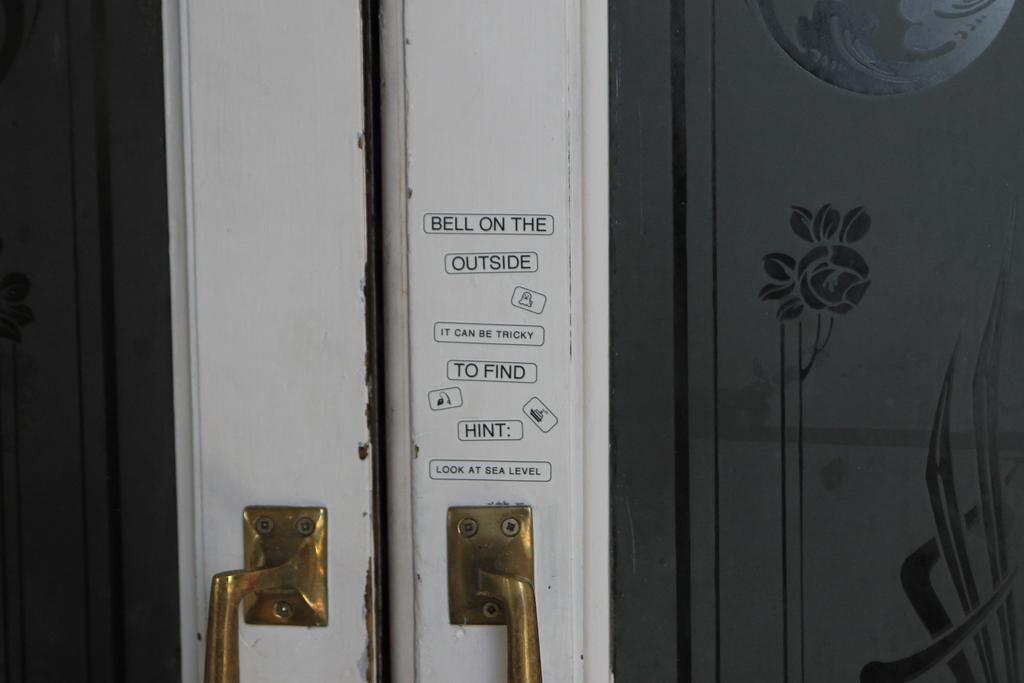 BELL ON THE
OUTSIDE
IT CAN BE TRICKY
TO FIND
HINT:
LOOK AT SEA LEVEL